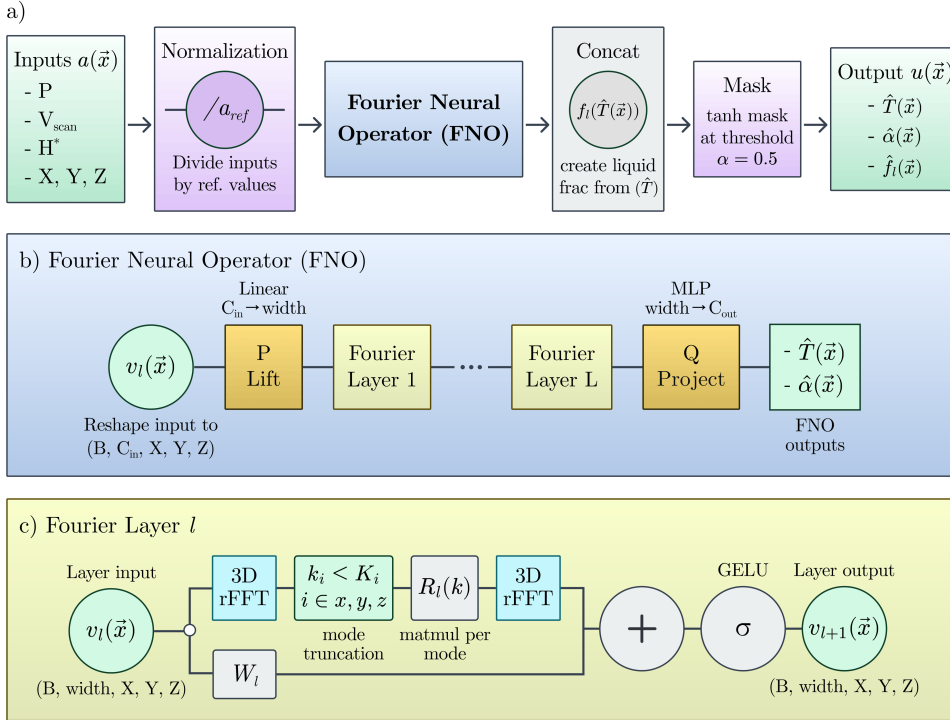 a)
Inputs a(x⃗)
- P
- V_scan
- H*
- X, Y, Z
Normalization
/a_ref
Divide inputs
by ref. values
Fourier Neural
Operator (FNO)
Concat
f_l(T̂(x⃗))
create liquid
frac from (T̂)
Mask
tanh mask
at threshold
α = 0.5
Output u(x⃗)
- T̂(x⃗)
- α̂(x⃗)
- f̂_l(x⃗)
b) Fourier Neural Operator (FNO)
v_l(x⃗)
Reshape input to
(B, C_in, X, Y, Z)
Linear
C_in→width
P
Lift
Fourier
Layer 1
...
Fourier
Layer L
MLP
width→C_out
Q
Project
- T̂(x⃗)
- α̂(x⃗)
FNO
outputs
c) Fourier Layer l
Layer input
v_l(x⃗)
(B, width, X, Y, Z)
3D
rFFT
k_i < K_i
i ∈ x, y, z
mode
truncation
R_l(k)
matmul per
mode
3D
rFFT
W_l
+
GELU
σ
Layer output
v_{l+1}(x⃗)
(B, width, X, Y, Z)